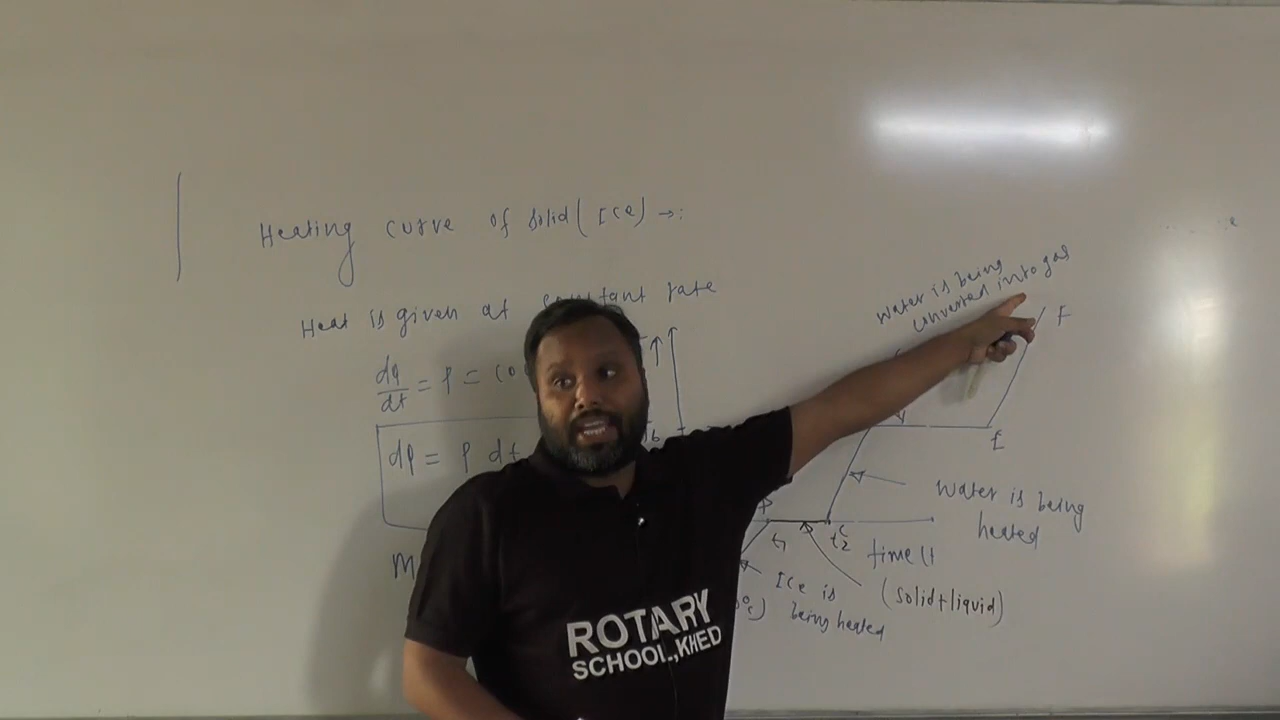 Heating curve of solid (Ice) →:
Heat is given at constant rate
dq/dt = P = co
dq = P dt
M
Water is being
converted into gas
F
E
Water is being
heated
t1
t2
C
time (t
(solid+liquid)
Ice is
being heated
ROTARY
SCHOOL, KHED